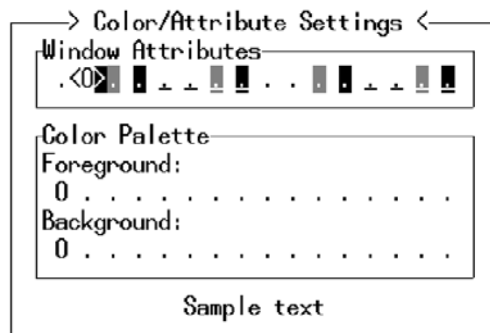 > Color/Attribute Settings <
Window Attributes
.<0>. . . . . . . . . . . . . .
Color Palette
Foreground:
0 . . . . . . . . . . . . . . .
Background:
0 . . . . . . . . . . . . . . .
Sample text